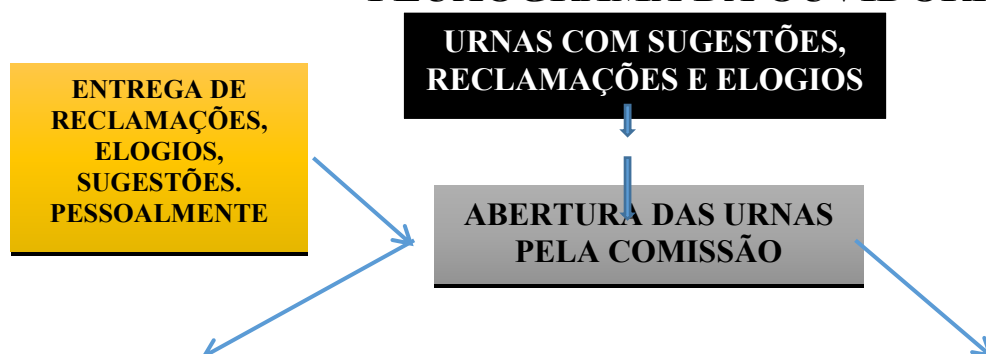 URNAS COM SUGESTÕES,
RECLAMAÇÕES E ELOGIOS
ENTREGA DE
RECLAMAÇÕES,
ELOGIOS,
SUGESTÕES.
PESSOALMENTE
ABERTURA DAS URNAS
PELA COMISSÃO